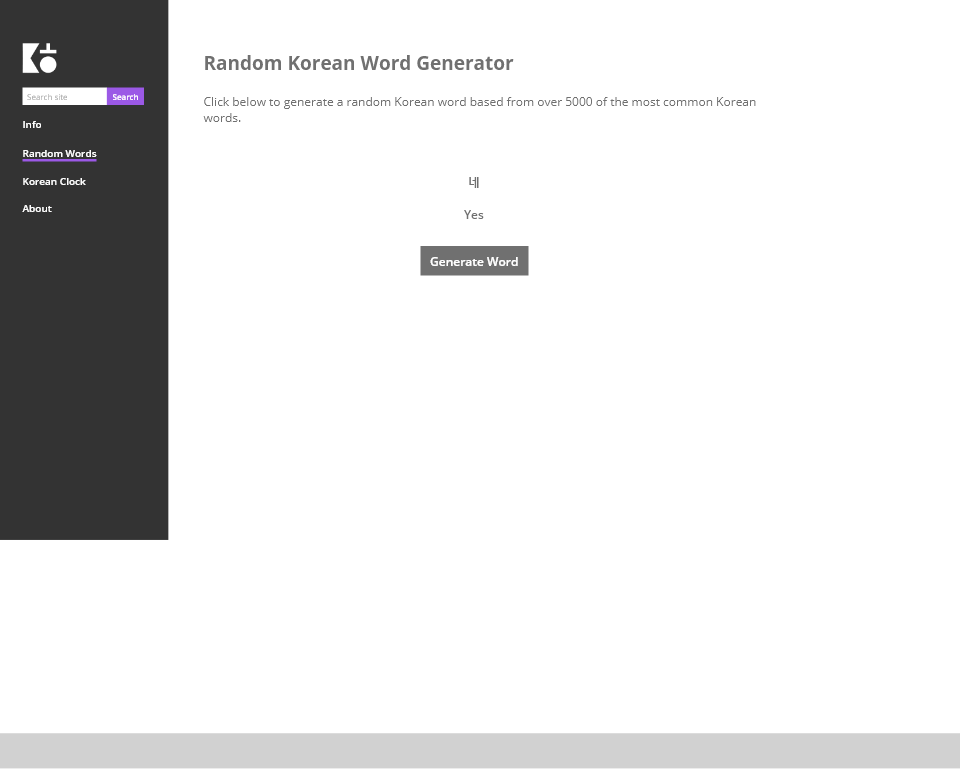 Search site
Search
Info
Random Words
Korean Clock
About
Random Korean Word Generator
Click below to generate a random Korean word based from over 5000 of the most common Korean
words.
네
Yes
Generate Word